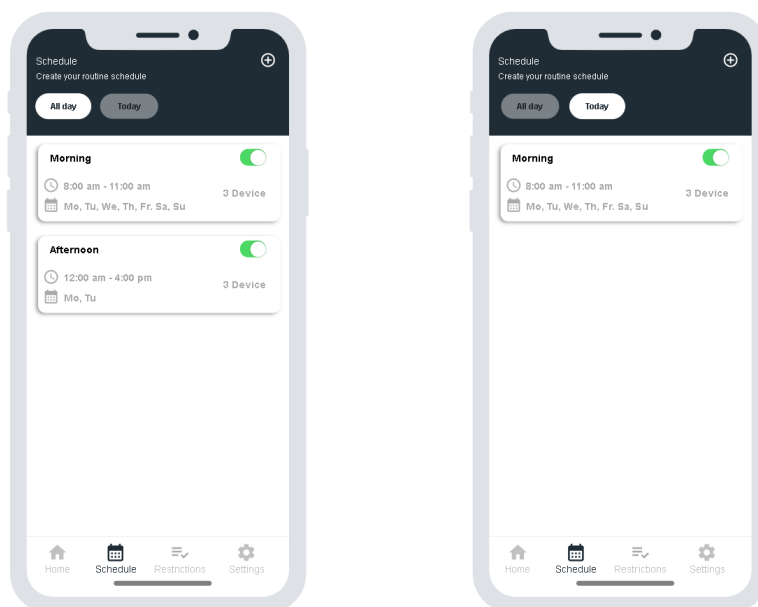 Schedule
Create your routine schedule
All day Today
Morning
8:00 am - 11:00 am
3 Device
Mo, Tu, We, Th, Fr. Sa, Su
Afternoon
12:00 am - 4:00 pm
3 Device
Mo, Tu
Home Schedule Restrictions Settings
Schedule
Create your routine schedule
All day Today
Morning
8:00 am - 11:00 am
3 Device
Mo, Tu, We, Th, Fr. Sa, Su
Home Schedule Restrictions Settings